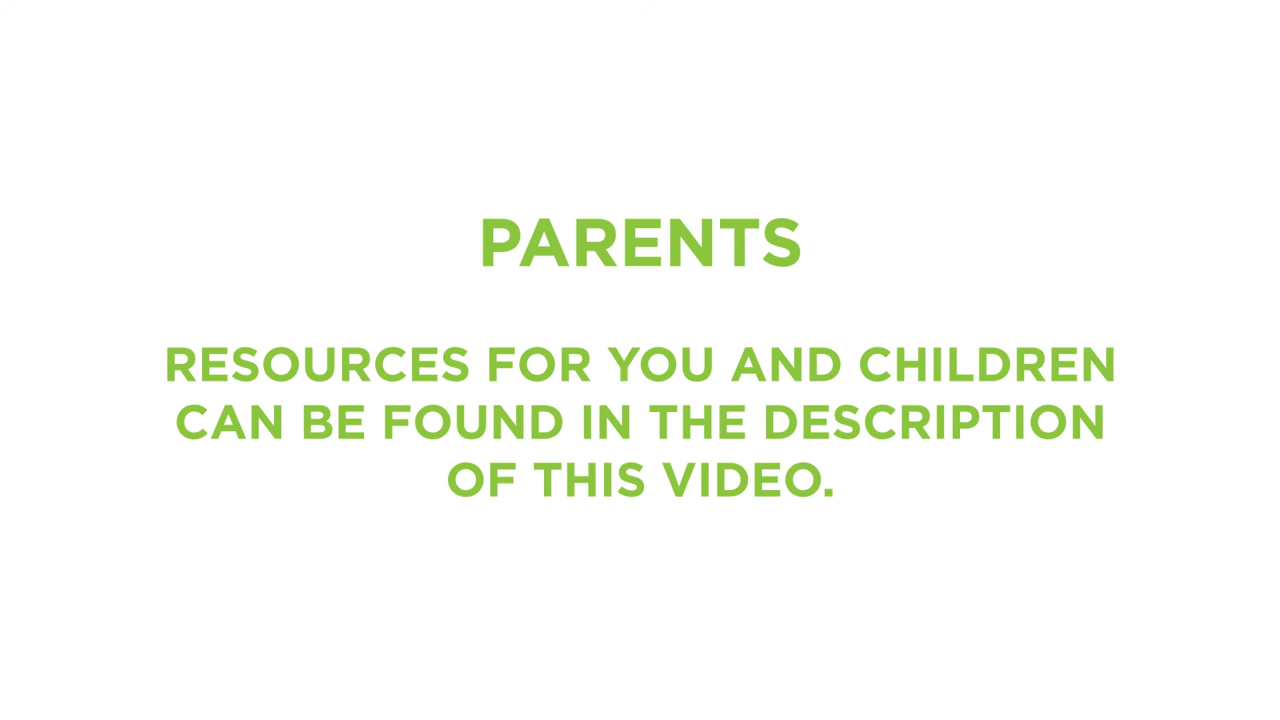 PARENTS
RESOURCES FOR YOU AND CHILDREN
CAN BE FOUND IN THE DESCRIPTION
OF THIS VIDEO.